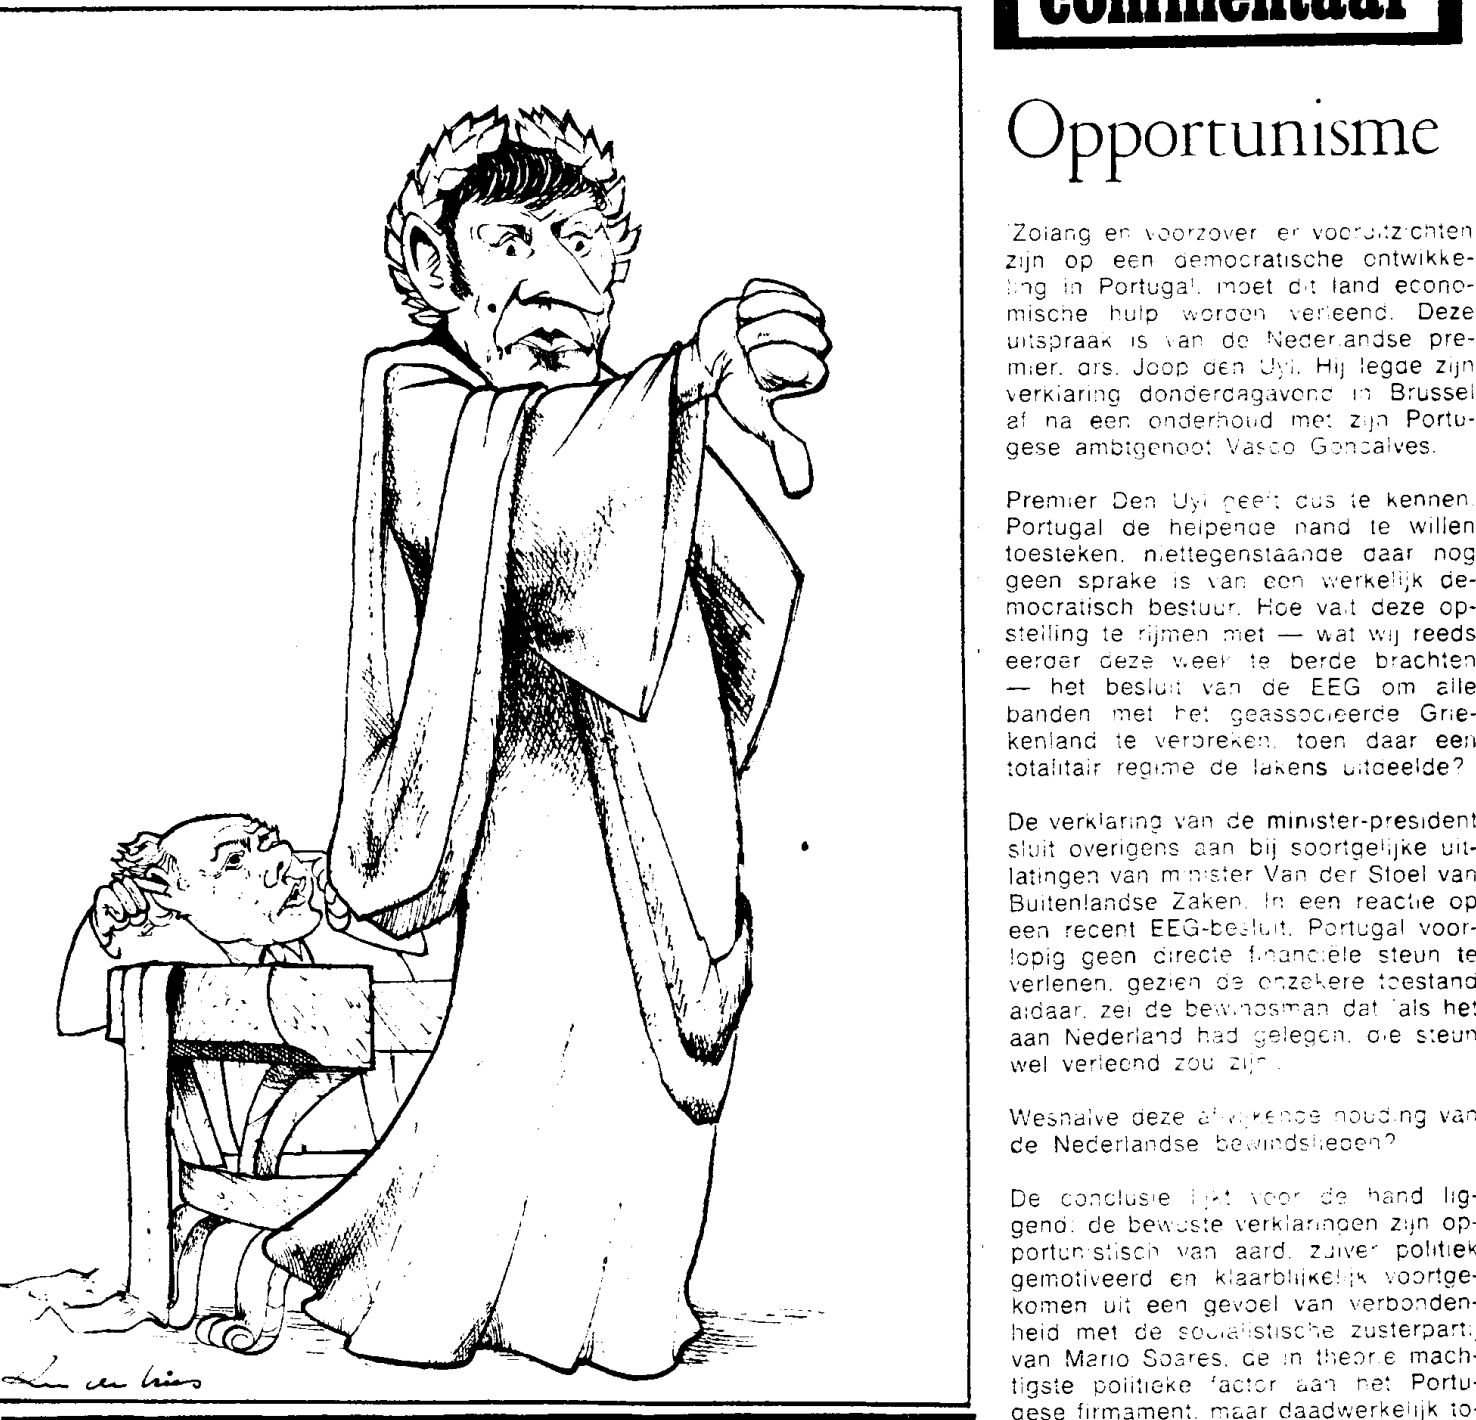 commentaar
Opportunisme
'Zolang en voorzover er vooruitzichten
zijn op een democratische ontwikke-
ling in Portugal, moet dit land econo-
mische hulp worden verleend. Deze
uitspraak is van de Nederlandse pre-
mier, drs. Joop den Uyl. Hij legde zijn
verklaring donderdagavond in Brussel
af na een onderhoud met zijn Portu-
gese ambtgenoot Vasco Goncalves.
Premier Den Uyl geeft dus te kennen,
Portugal de helpende hand te willen
toesteken, niettegenstaande daar nog
geen sprake is van een werkelijk de-
mocratisch bestuur. Hoe valt deze op-
stelling te rijmen met — wat wij reeds
eerder deze week te berde brachten
— het besluit van de EEG om alle
banden met het geassocieerde Grie-
kenland te verbreken, toen daar een
totalitair regime de lakens uitdeelde?
De verklaring van de minister-president
sluit overigens aan bij soortgelijke uit-
latingen van minister Van der Stoel van
Buitenlandse Zaken. In een reactie op
een recent EEG-besluit, Portugal voor-
lopig geen directe financiële steun te
verlenen, gezien de onzekere toestand
aldaar, zei de bewindsman dat 'als het
aan Nederland had gelegen, die steun
wel verleend zou zijn'.
Weshalve deze afwijkende houding van
de Nederlandse bewindslieden?
De conclusie lijkt voor de hand lig-
gend: de bewuste verklaringen zijn op-
portunistisch van aard, zuiver politiek
gemotiveerd en klaarblijkelijk voortge-
komen uit een gevoel van verbonden-
heid met de socialistische zusterpartij
van Mario Soares, de in theorie mach-
tigste politieke factor aan het Portu-
gese firmament, maar daadwerkelijk to-